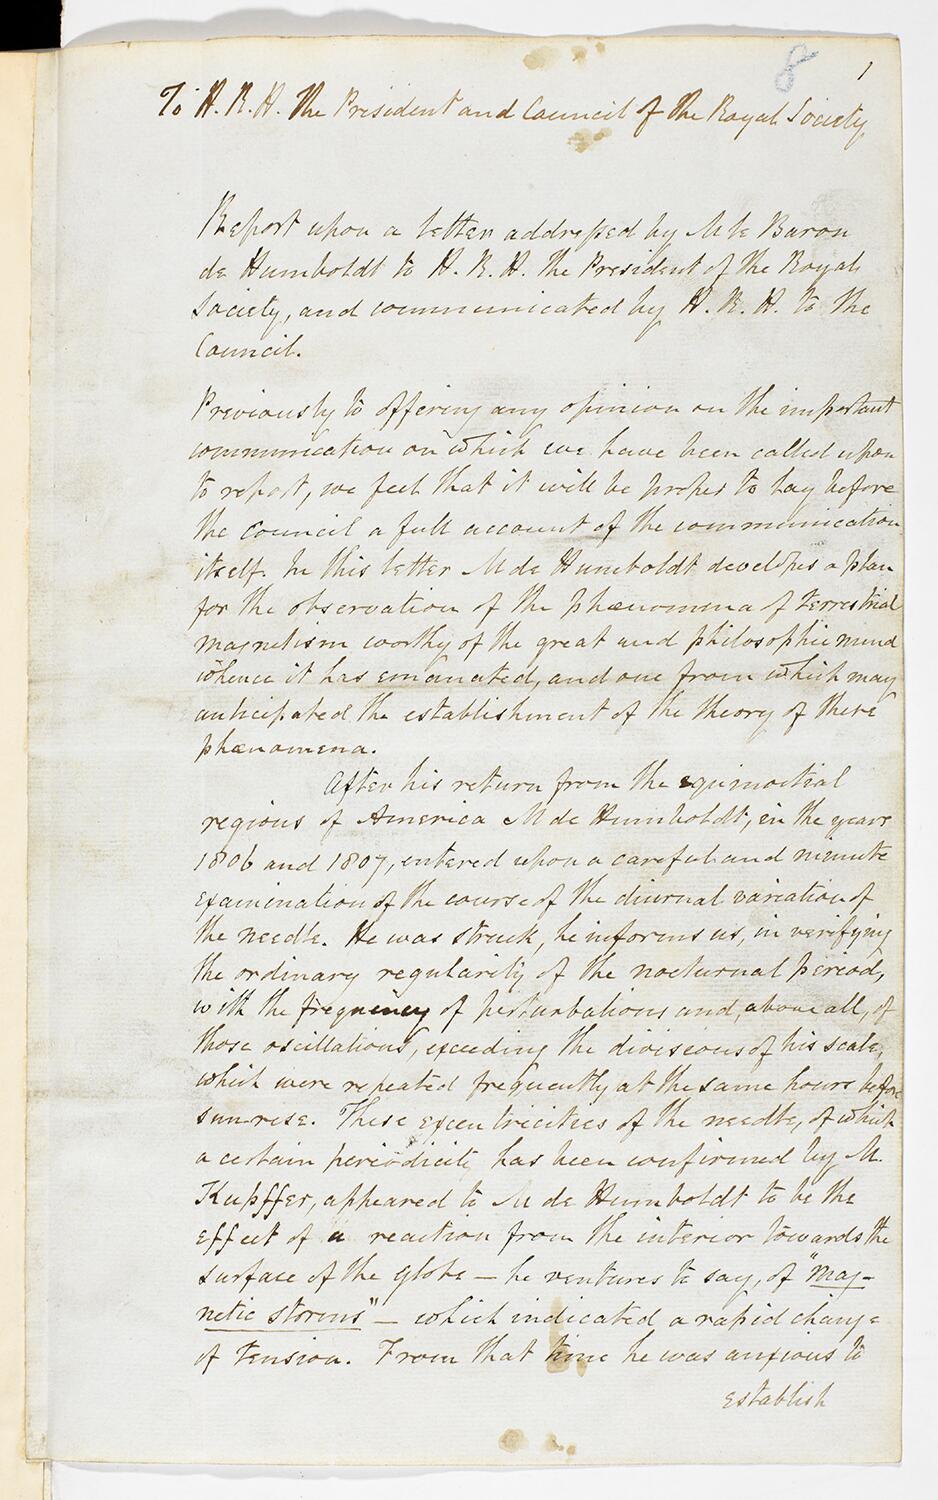 8
1
To H. R. H. the President and Council of the Royal Society
Report upon a letter addressed by M le Baron
de Humboldt to H. R. H. the President of the Royal
Society, and communicated by H. R. H. to the
Council.
Previously to offering any opinion on the important
communication on which we have been called upon
to report, we feel that it will be proper to lay before
the Council a full account of the communication
itself. In this letter M de Humboldt developes a plan
for the observation of the phænomena of terrestrial
magnetism worthy of the great and philosophic mind
whence it has emanated, and one from which may
anticipated the establishment of the theory of these
phænomena.
After his return from the equinoctial
regions of America M de Humboldt, in the years
1806 and 1807, entered upon a careful and minute
examination of the course of the diurnal variation of
the needle. He was struck, he informs us, in verifying
the ordinary regularity of the nocturnal period,
with the frequency of perturbations and, above all, of
those oscillations, exceeding the divisions of his scale,
which were repeated frequently at the same hours before
sun-rise. These excentricities of the needle, of which
a certain periodicity has been confirmed by M.
Kupffer, appeared to M de Humboldt to be the
effect of a reaction from the interior towards the
surface of the globe — he ventures to say, of "mag-
netic storms" — which indicated a rapid change
of tension. From that time he was anxious to
establish